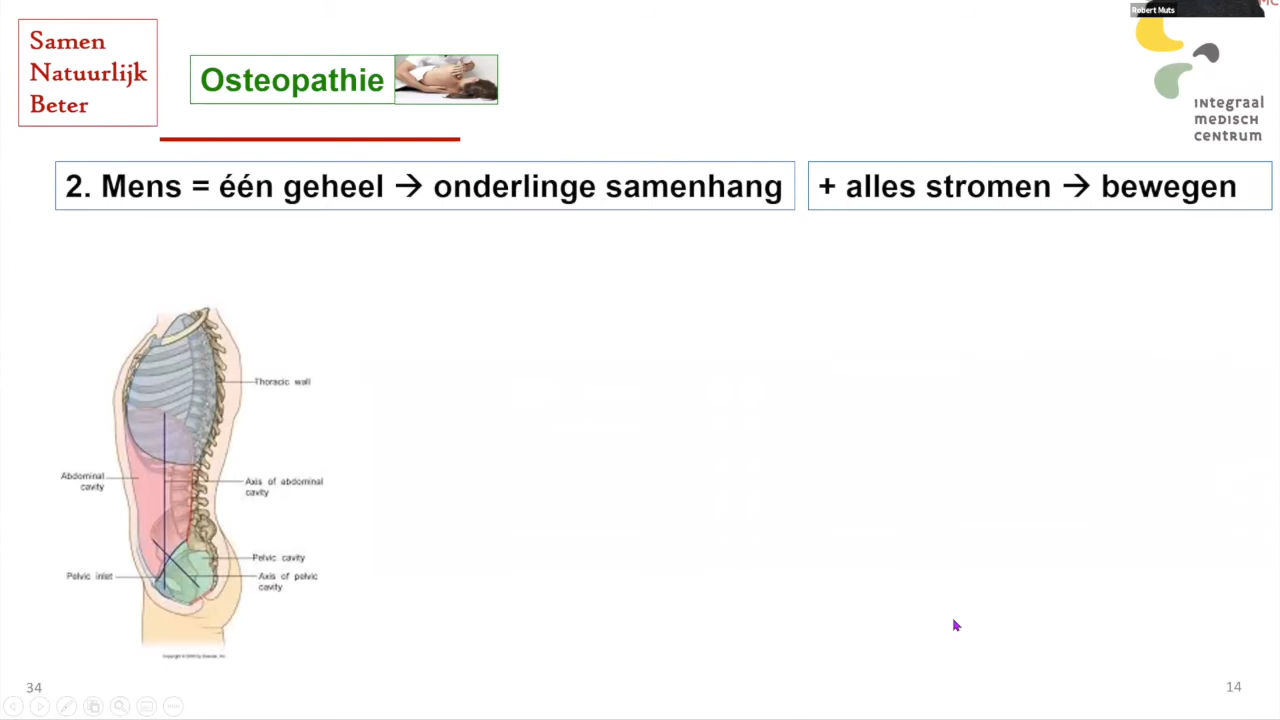 Robert Muts
Samen
Natuurlijk
Beter
Osteopathie
INTEGRAAL
MEDISCH
CENTRUM
2. Mens = één geheel → onderlinge samenhang
+ alles stromen → bewegen
Thoracic wall
Abdominal
cavity
Axis of abdominal
cavity
Pelvic cavity
Pelvic inlet
Axis of pelvic
cavity
34
14